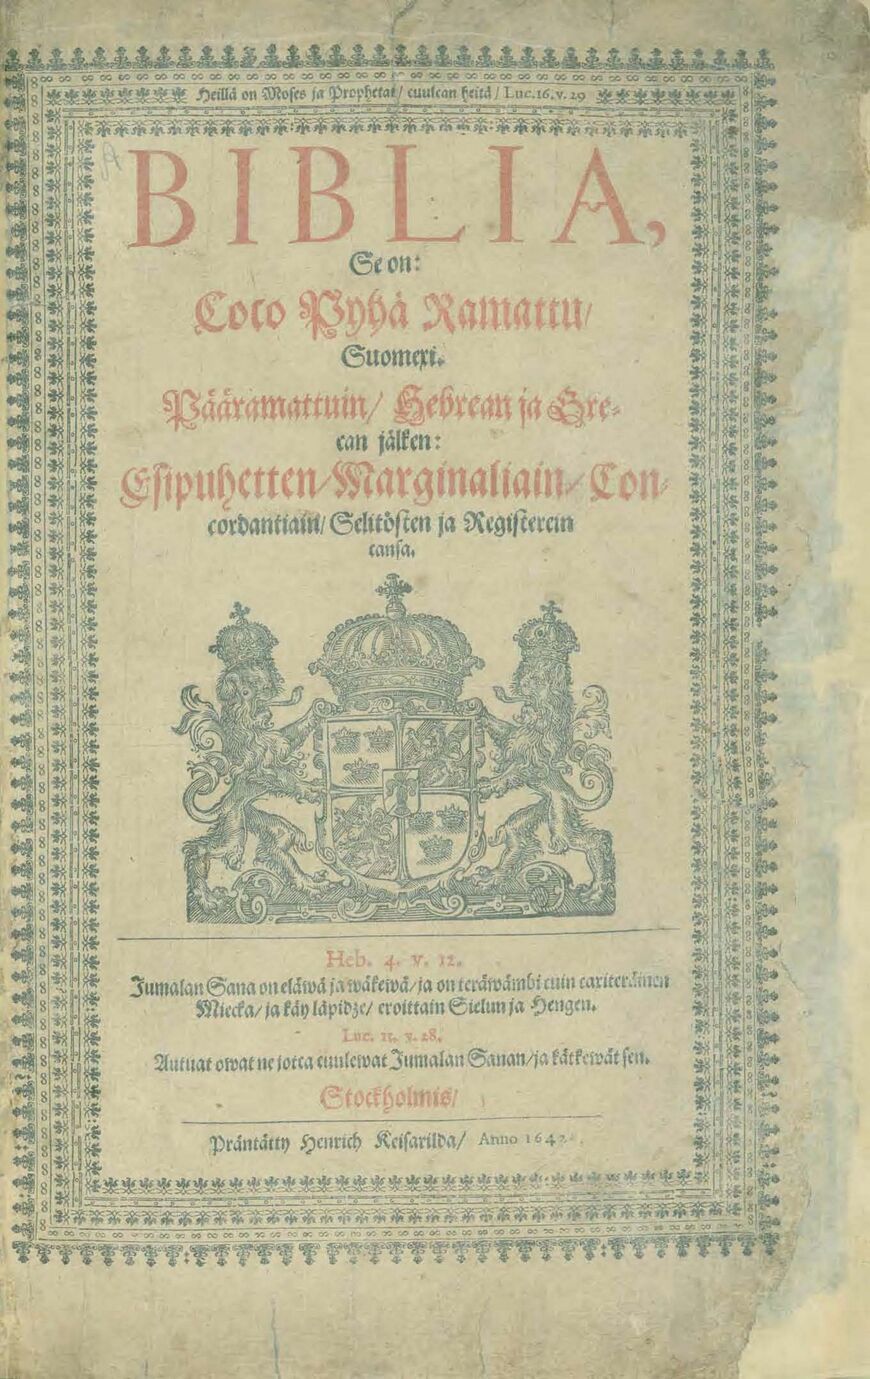 Heillä on Moses ja Prophetat / cuulcan heitä / Luc. 16. v. 29
BIBLIA,
Se on:
Coco Pyhä Ramattu /
Suomexi.
Pääramattuin / Hebrean ja Gre-
can jälken:
Esipuhetten / Marginaliain / Con-
cordantiain / Selitösten ja Registerein
cansa.
Heb. 4. v. 12.
Jumalan Sana on eläwä ja wäkewä / ja on teräwämbi cuin caxiteräinen
Miecka / ja käy läpidze / eroittain Sielun ja Hengen.
Luc. 11. v. 28.
Autuat owat ne jotca cuulewat Jumalan Sanan / ja kätkewät sen.
Stockholmis /
Präntätty Henrich Keisarilda / Anno 1642.